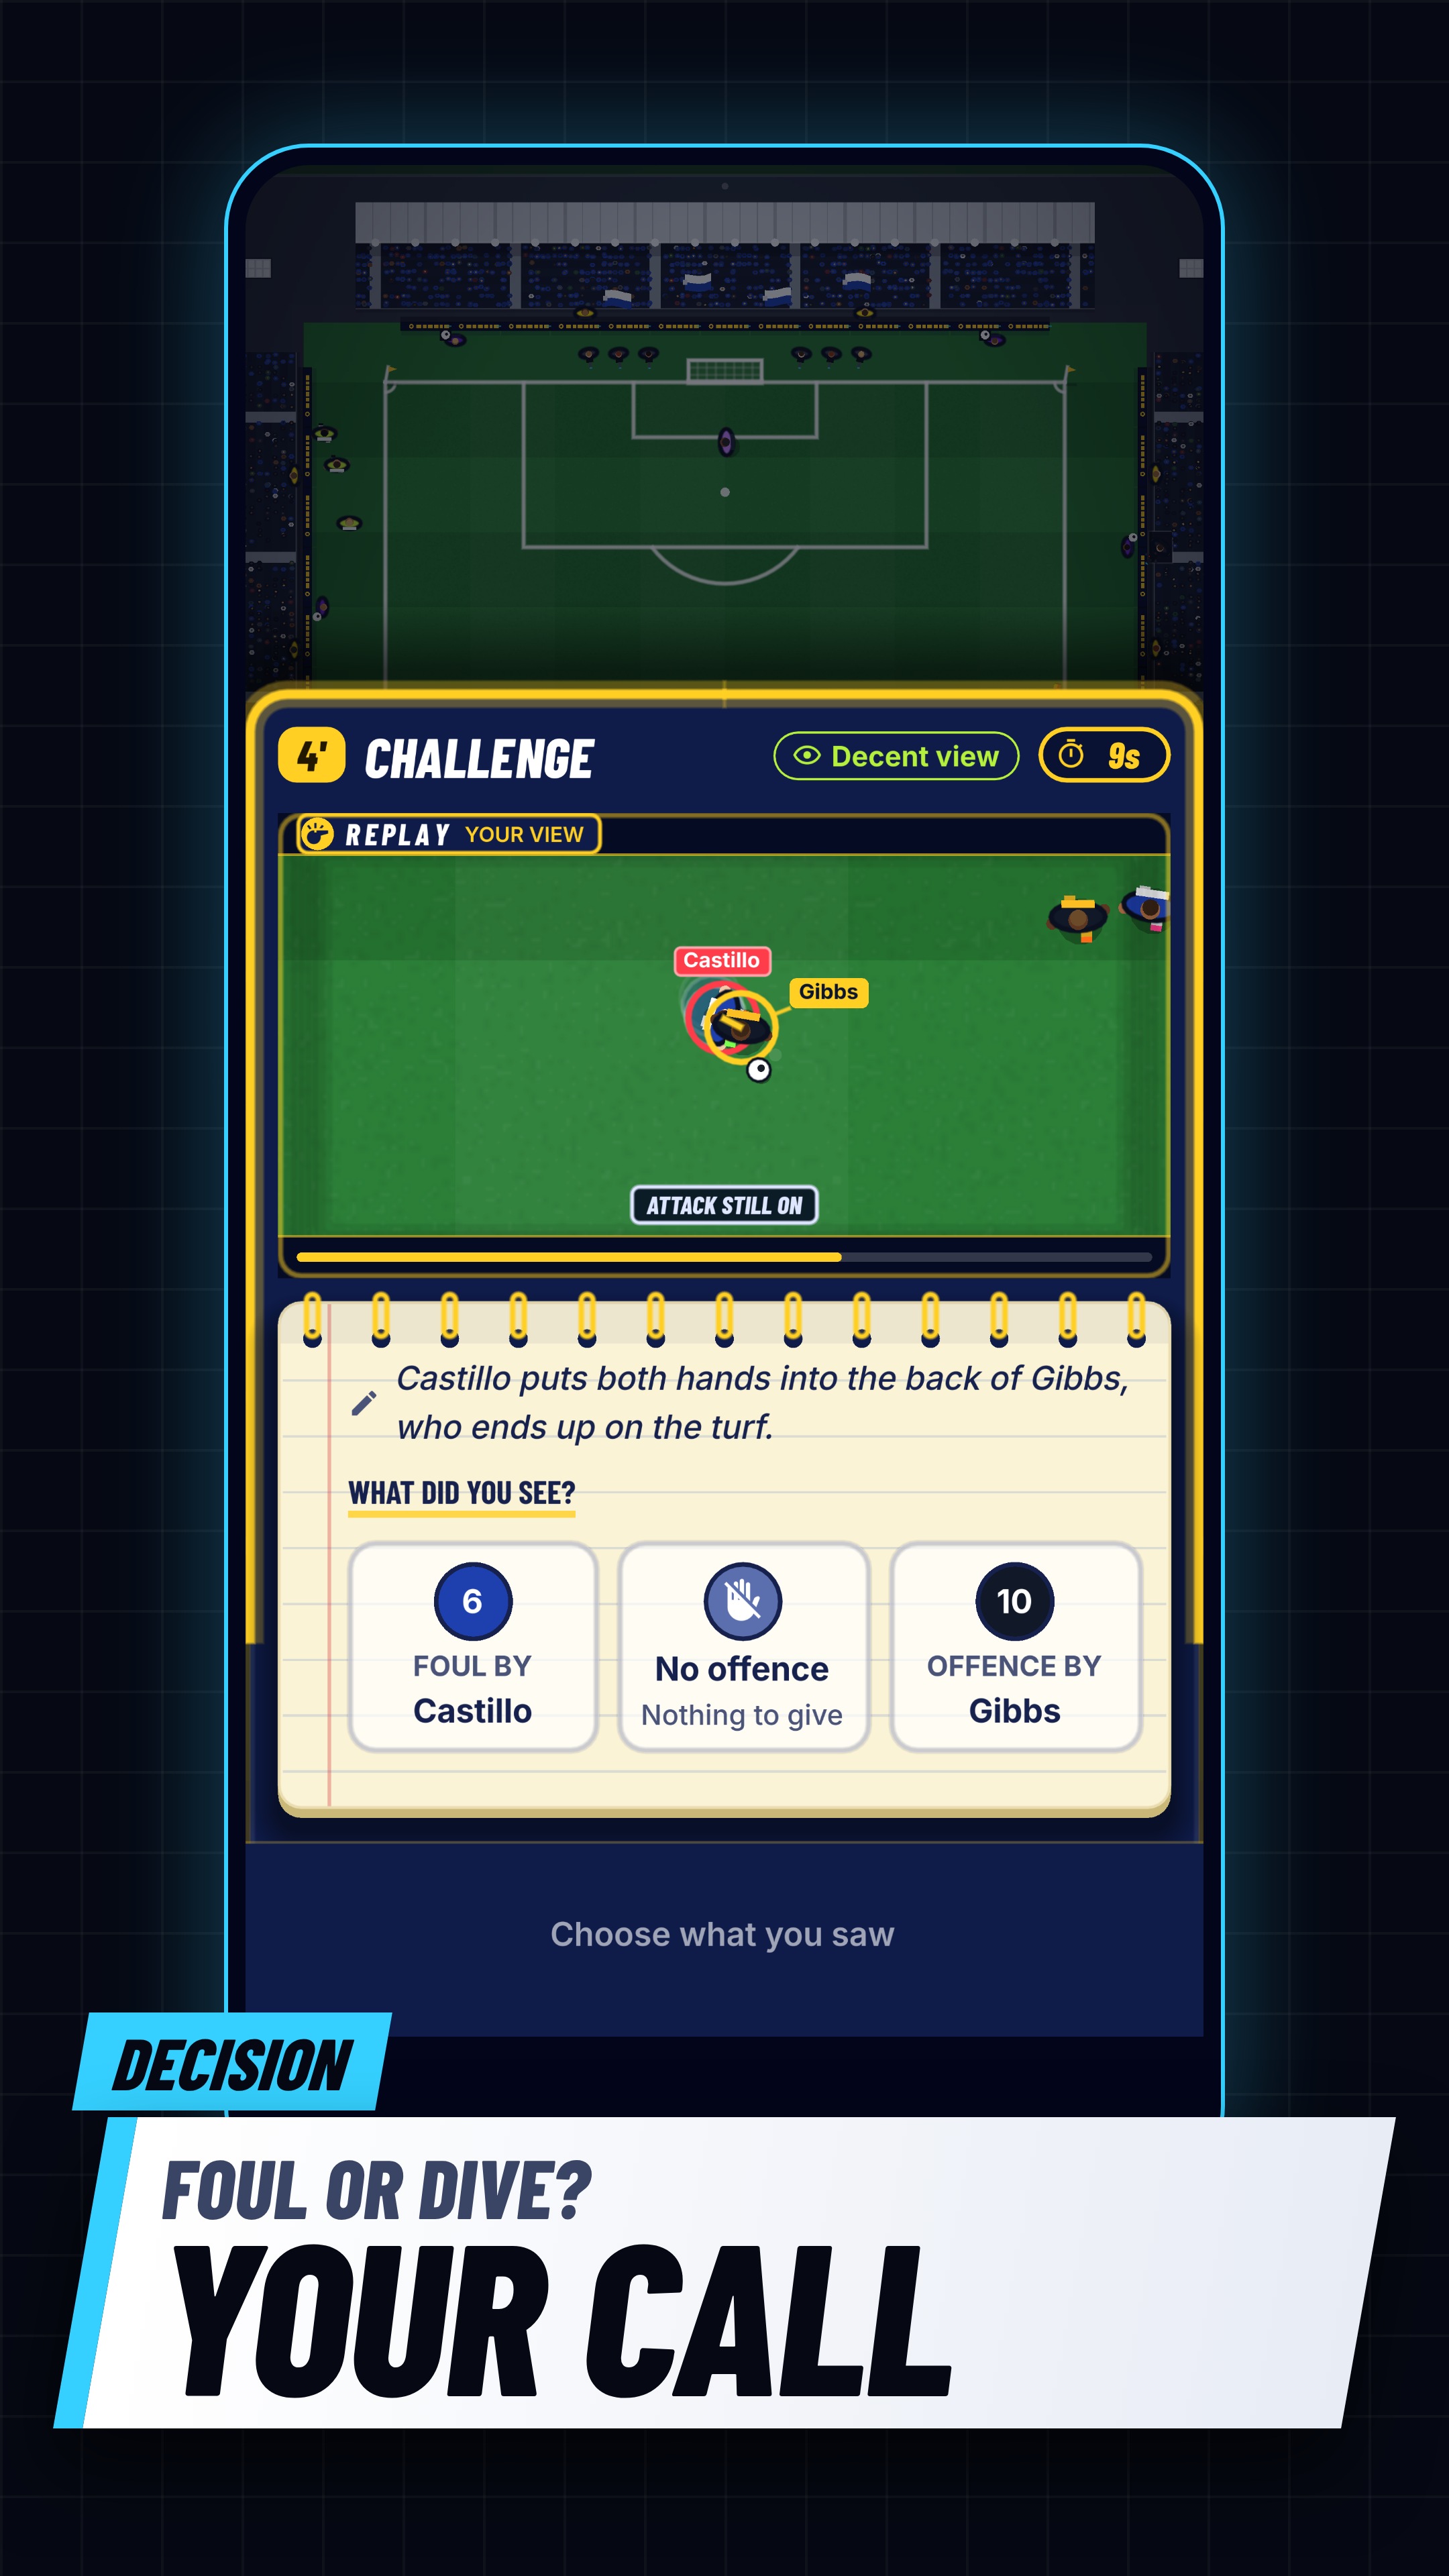 4'
CHALLENGE
Decent view
9s
REPLAY YOUR VIEW
Castillo
Gibbs
ATTACK STILL ON
Castillo puts both hands into the back of Gibbs,
who ends up on the turf.
WHAT DID YOU SEE?
6
FOUL BY
Castillo
No offence
Nothing to give
10
OFFENCE BY
Gibbs
Choose what you saw
DECISION
FOUL OR DIVE?
YOUR CALL